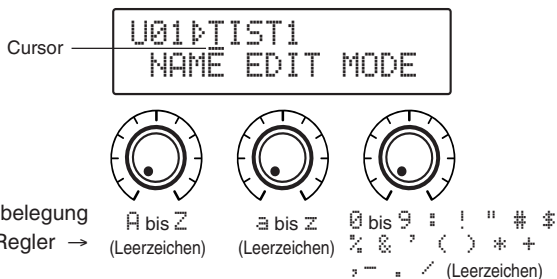 U01▷TIST1
Cursor
NAME EDIT MODE
belegung
Regler →
A bis Z
(Leerzeichen)
a bis z
(Leerzeichen)
0 bis 9 : ! " # $
% & ' ( ) * +
, - . / (Leerzeichen)